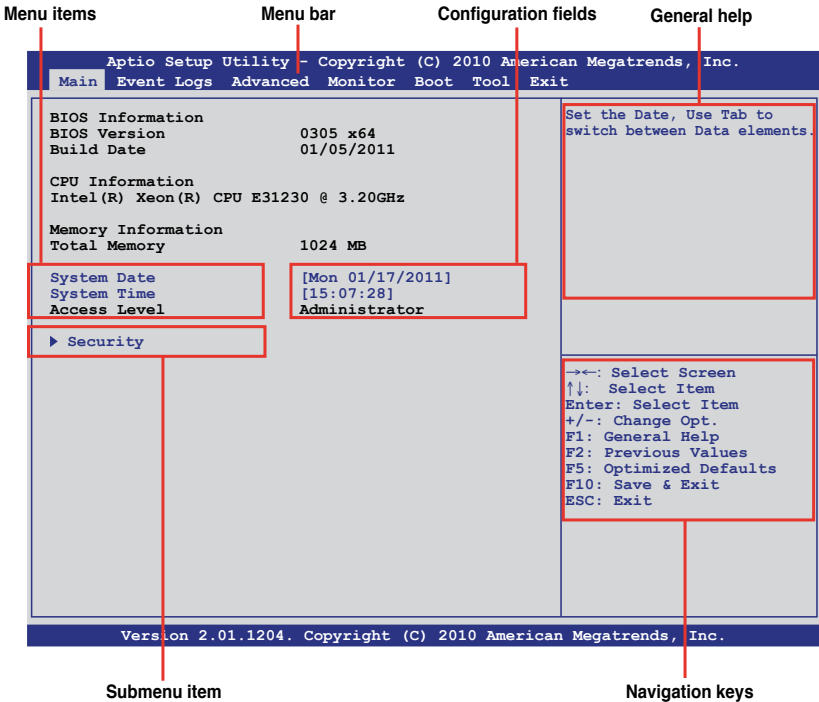 Menu items
Menu bar
Configuration fields
General help
Aptio Setup Utility - Copyright (C) 2010 American Megatrends, Inc.
Main Event Logs Advanced Monitor Boot Tool Exit
BIOS Information
BIOS Version 0305 x64
Build Date 01/05/2011
CPU Information
Intel(R) Xeon(R) CPU E31230 @ 3.20GHz
Memory Information
Total Memory 1024 MB
System Date [Mon 01/17/2011]
System Time [15:07:28]
Access Level Administrator
Security
Set the Date, Use Tab to
switch between Data elements.
→←: Select Screen
↑↓: Select Item
Enter: Select Item
+/-: Change Opt.
F1: General Help
F2: Previous Values
F5: Optimized Defaults
F10: Save & Exit
ESC: Exit
Version 2.01.1204. Copyright (C) 2010 American Megatrends, Inc.
Submenu item
Navigation keys